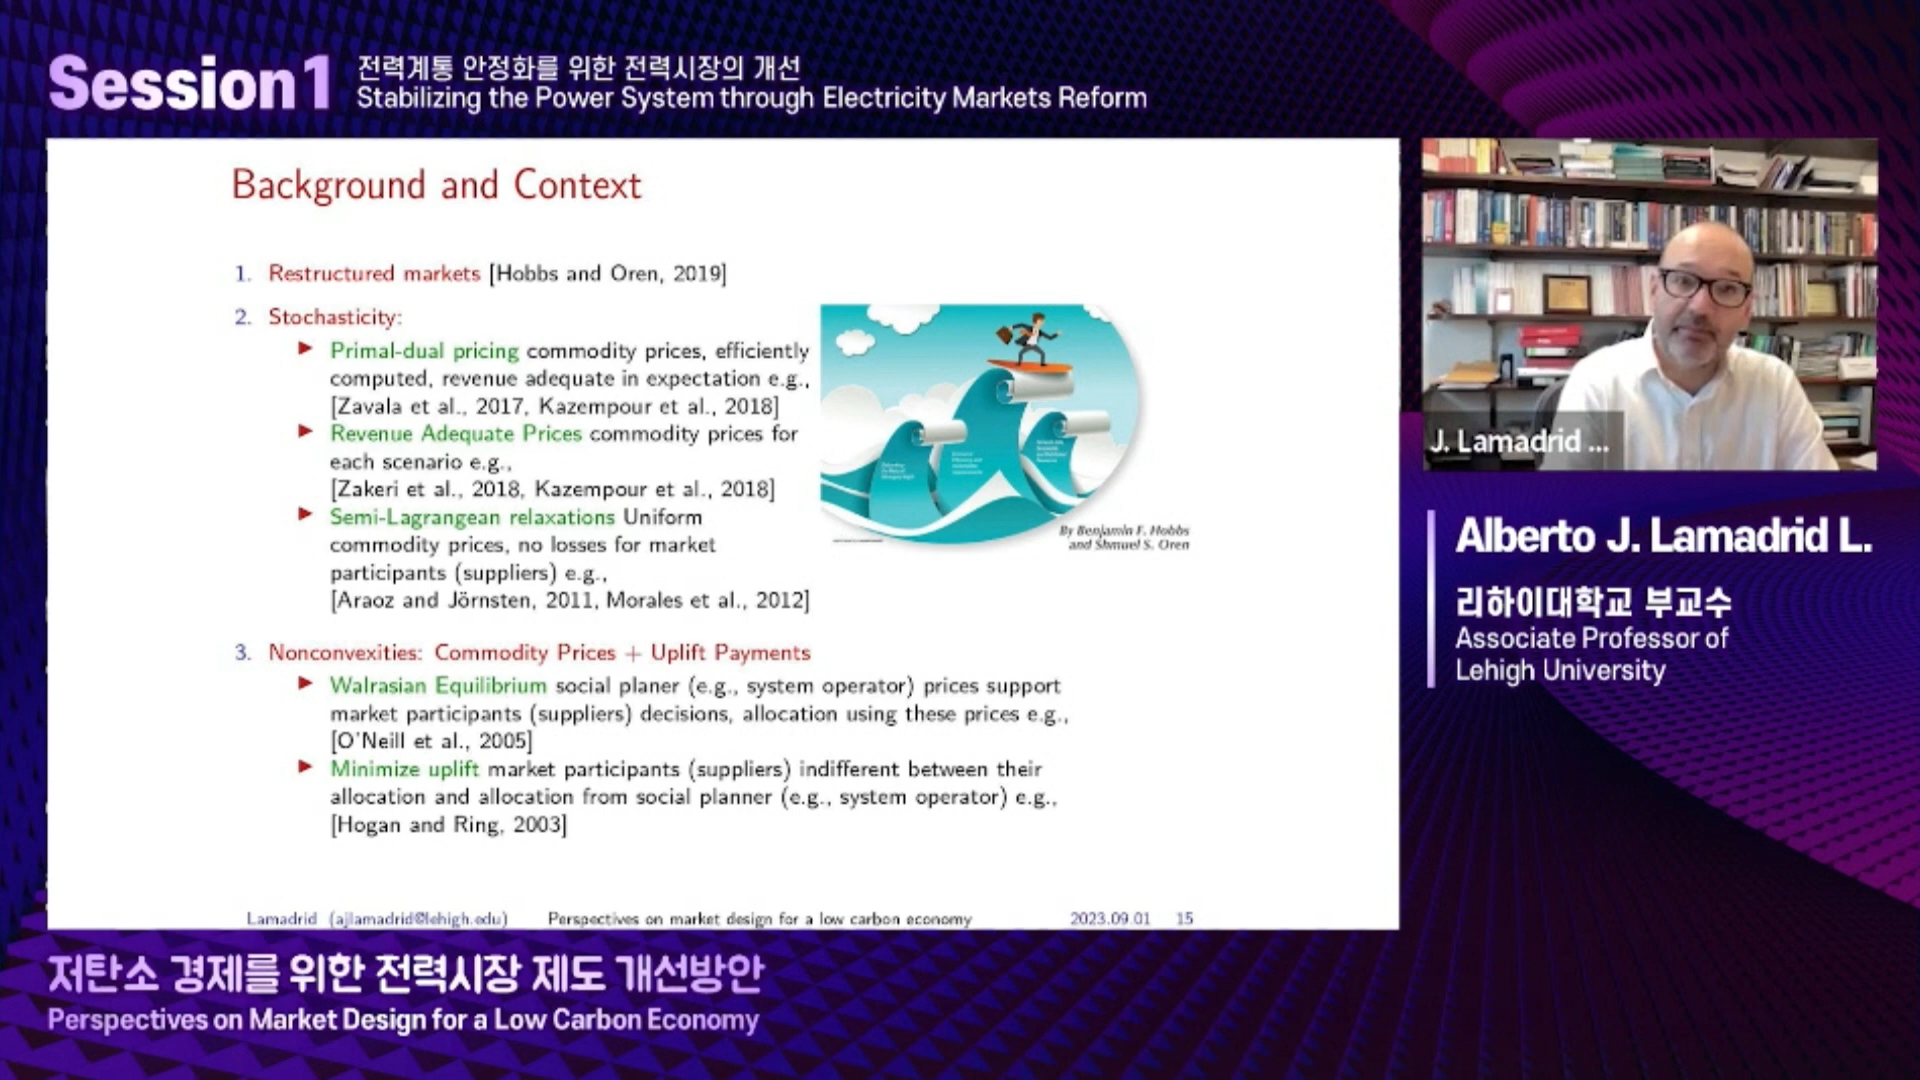 Session1
전력계통 안정화를 위한 전력시장의 개선
Stabilizing the Power System through Electricity Markets Reform
Background and Context
1. Restructured markets [Hobbs and Oren, 2019]
2. Stochasticity:
Primal-dual pricing commodity prices, efficiently
computed, revenue adequate in expectation e.g.,
[Zavala et al., 2017, Kazempour et al., 2018]
Revenue Adequate Prices commodity prices for
each scenario e.g.,
[Zakeri et al., 2018, Kazempour et al., 2018]
Semi-Lagrangean relaxations Uniform
commodity prices, no losses for market
participants (suppliers) e.g.,
[Araoz and Jörnsten, 2011, Morales et al., 2012]
By Benjamin F. Hobbs
and Shmuel S. Oren
3. Nonconvexities: Commodity Prices + Uplift Payments
Walrasian Equilibrium social planer (e.g., system operator) prices support
market participants (suppliers) decisions, allocation using these prices e.g.,
[O'Neill et al., 2005]
Minimize uplift market participants (suppliers) indifferent between their
allocation and allocation from social planner (e.g., system operator) e.g.,
[Hogan and Ring, 2003]
Lamadrid (ajlamadrid@lehigh.edu) Perspectives on market design for a low carbon economy 2023.09.01 15
J. Lamadrid ...
Alberto J. Lamadrid L.
리하이대학교 부교수
Associate Professor of
Lehigh University
저탄소 경제를 위한 전력시장 제도 개선방안
Perspectives on Market Design for a Low Carbon Economy